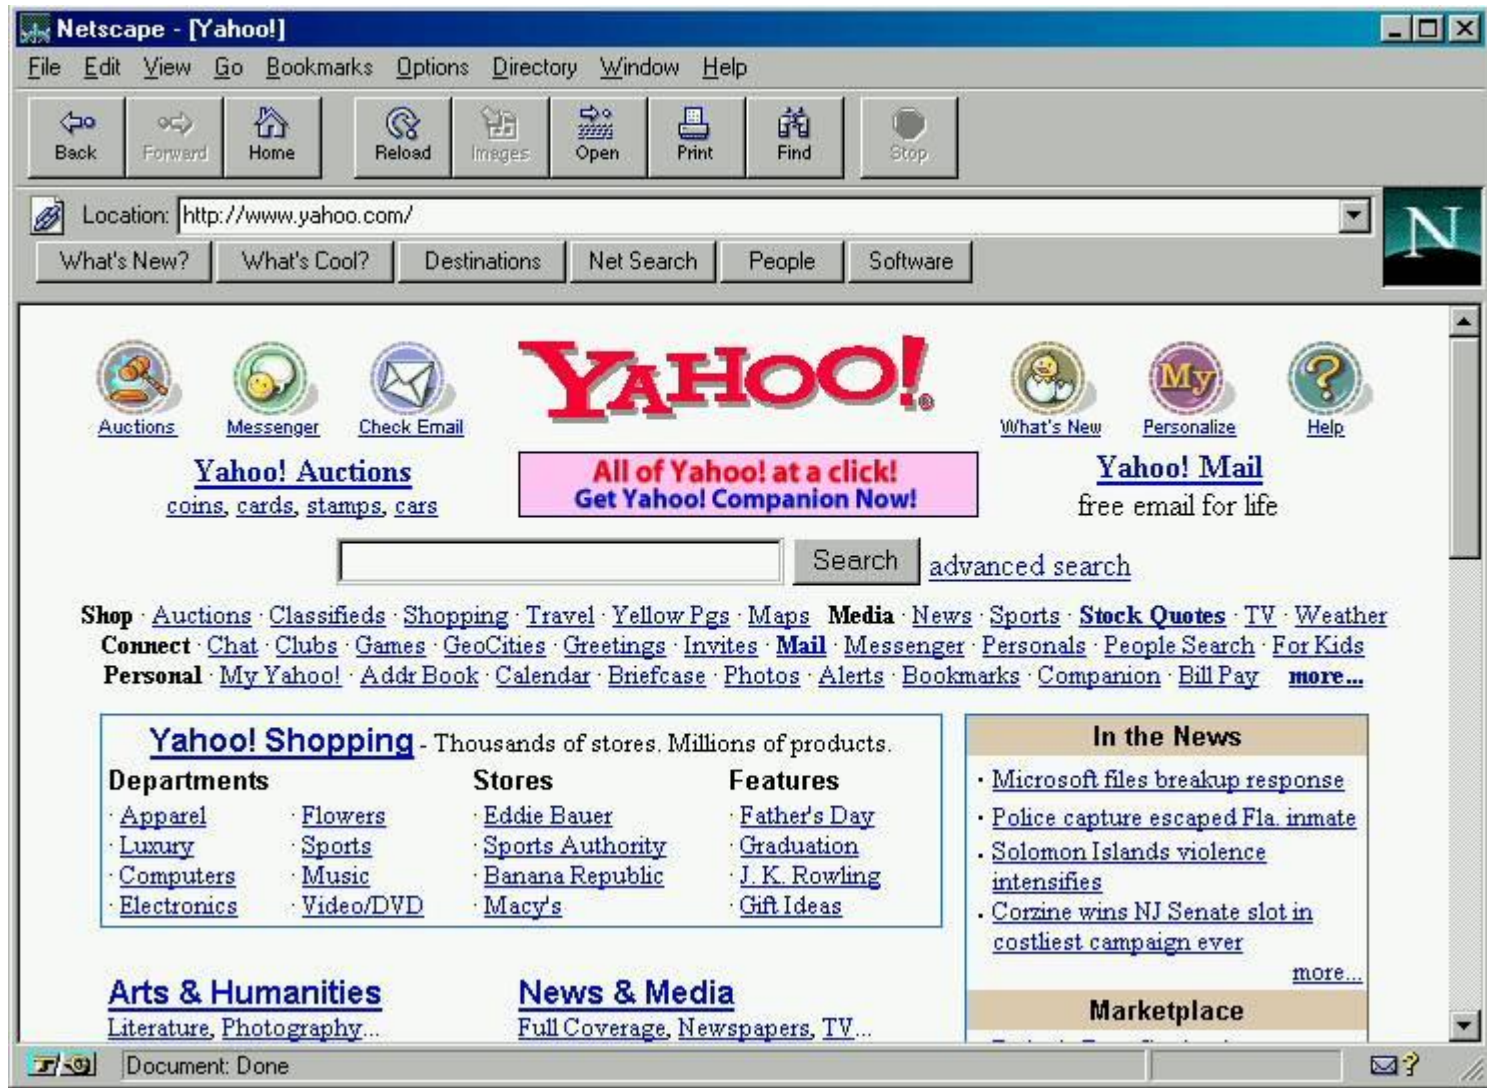 Netscape - [Yahoo!]
File Edit View Go Bookmarks Options Directory Window Help
Back Forward Home Reload Images Open Print Find Stop
Location: http://www.yahoo.com/
N
What's New? What's Cool? Destinations Net Search People Software
YAHOO!
My
?
Auctions Messenger Check Email What's New Personalize Help
Yahoo! Auctions
coins, cards, stamps, cars
All of Yahoo! at a click!
Get Yahoo! Companion Now!
Yahoo! Mail
free email for life
Search advanced search
Shop · Auctions · Classifieds · Shopping · Travel · Yellow Pgs · Maps Media · News · Sports · Stock Quotes · TV · Weather
Connect · Chat · Clubs · Games · GeoCities · Greetings · Invites · Mail · Messenger · Personals · People Search · For Kids
Personal · My Yahoo! · Addr Book · Calendar · Briefcase · Photos · Alerts · Bookmarks · Companion · Bill Pay more...
Yahoo! Shopping - Thousands of stores. Millions of products.
Departments Stores Features
· Apparel · Flowers · Eddie Bauer · Father's Day
· Luxury · Sports · Sports Authority · Graduation
· Computers · Music · Banana Republic · J. K. Rowling
· Electronics · Video/DVD · Macy's · Gift Ideas
In the News
· Microsoft files breakup response
· Police capture escaped Fla. inmate
· Solomon Islands violence
intensifies
· Corzine wins NJ Senate slot in
costliest campaign ever
more...
Marketplace
Arts & Humanities
Literature, Photography...
News & Media
Full Coverage, Newspapers, TV...
Document: Done
?